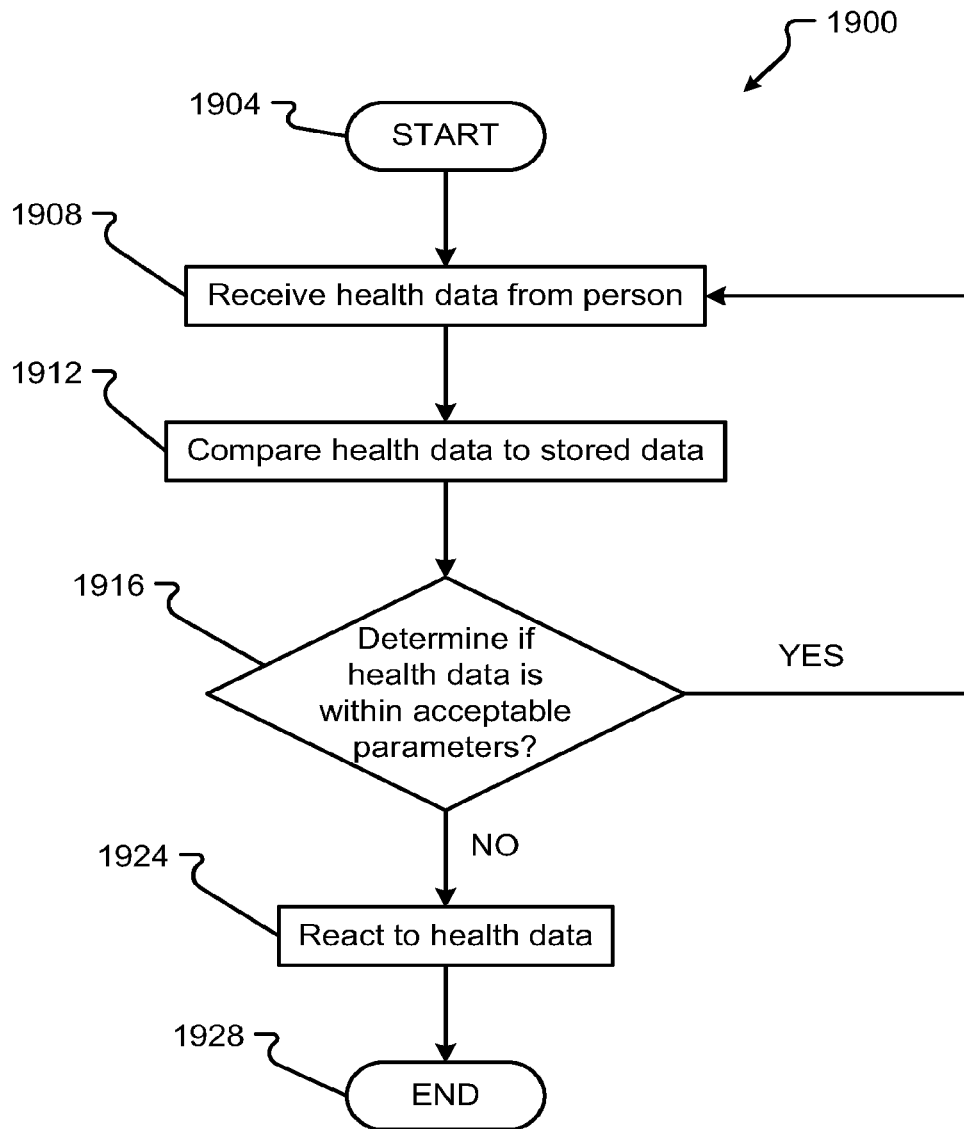 1900
1904
START
1908
Receive health data from person
1912
Compare health data to stored data
1916
Determine if
health data is
within acceptable
parameters?
YES
NO
1924
React to health data
1928
END